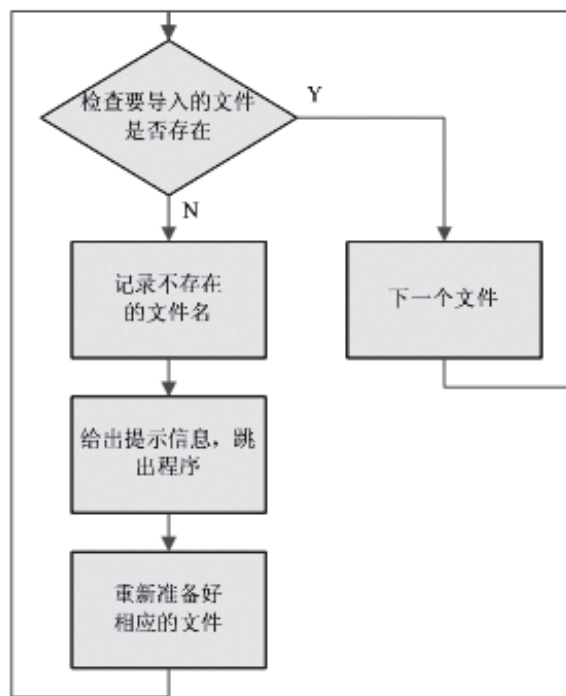 检查要导入的文件
是否存在
Y
N
记录不存在
的文件名
下一个文件
给出提示信息，跳
出程序
重新准备好
相应的文件